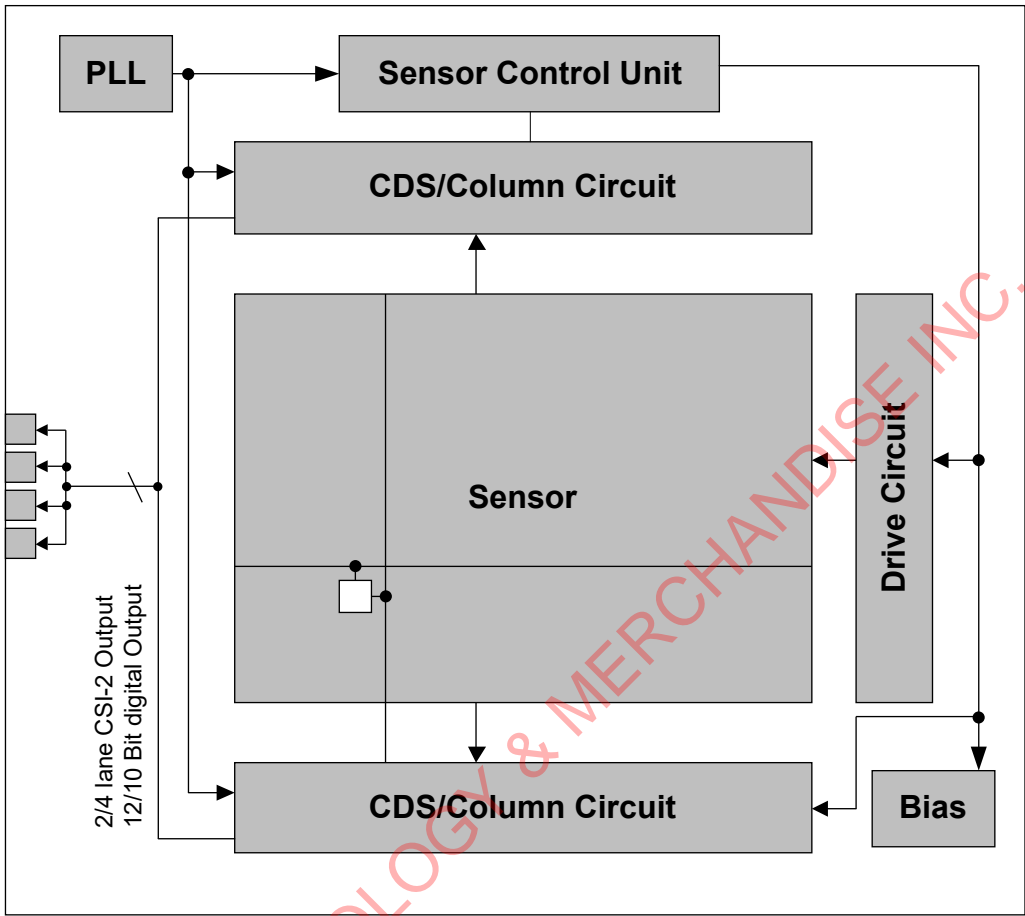 PLL
Sensor Control Unit
CDS/Column Circuit
Sensor
Drive Circuit
2/4 lane CSI-2 Output
12/10 Bit digital Output
CDS/Column Circuit
Bias
& MERCHANDISE INC.